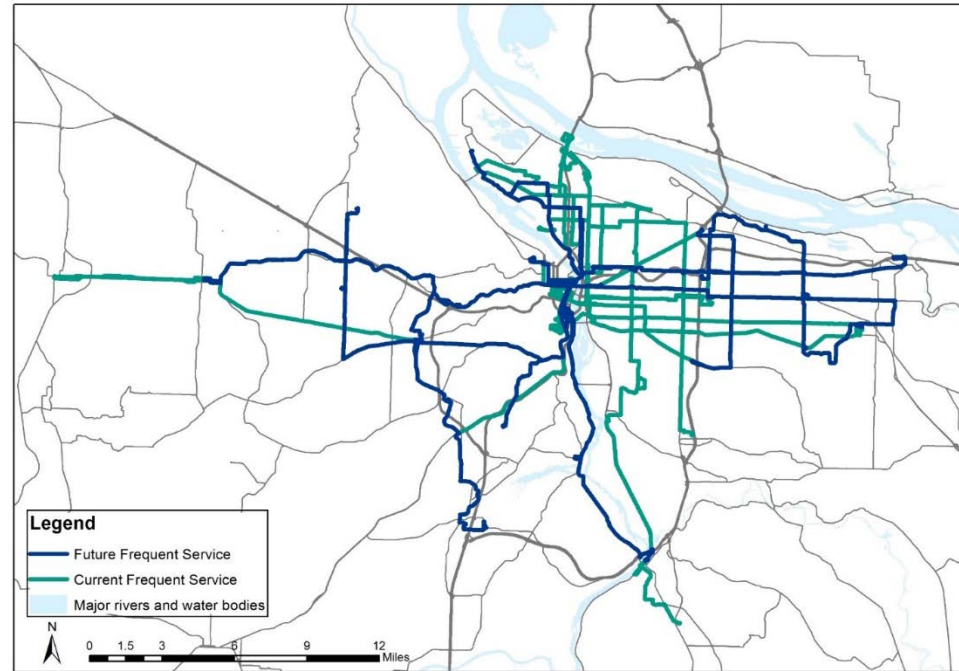 Legend
Future Frequent Service
Current Frequent Service
Major rivers and water bodies
N
0 1.5 3 6 9 12
Miles